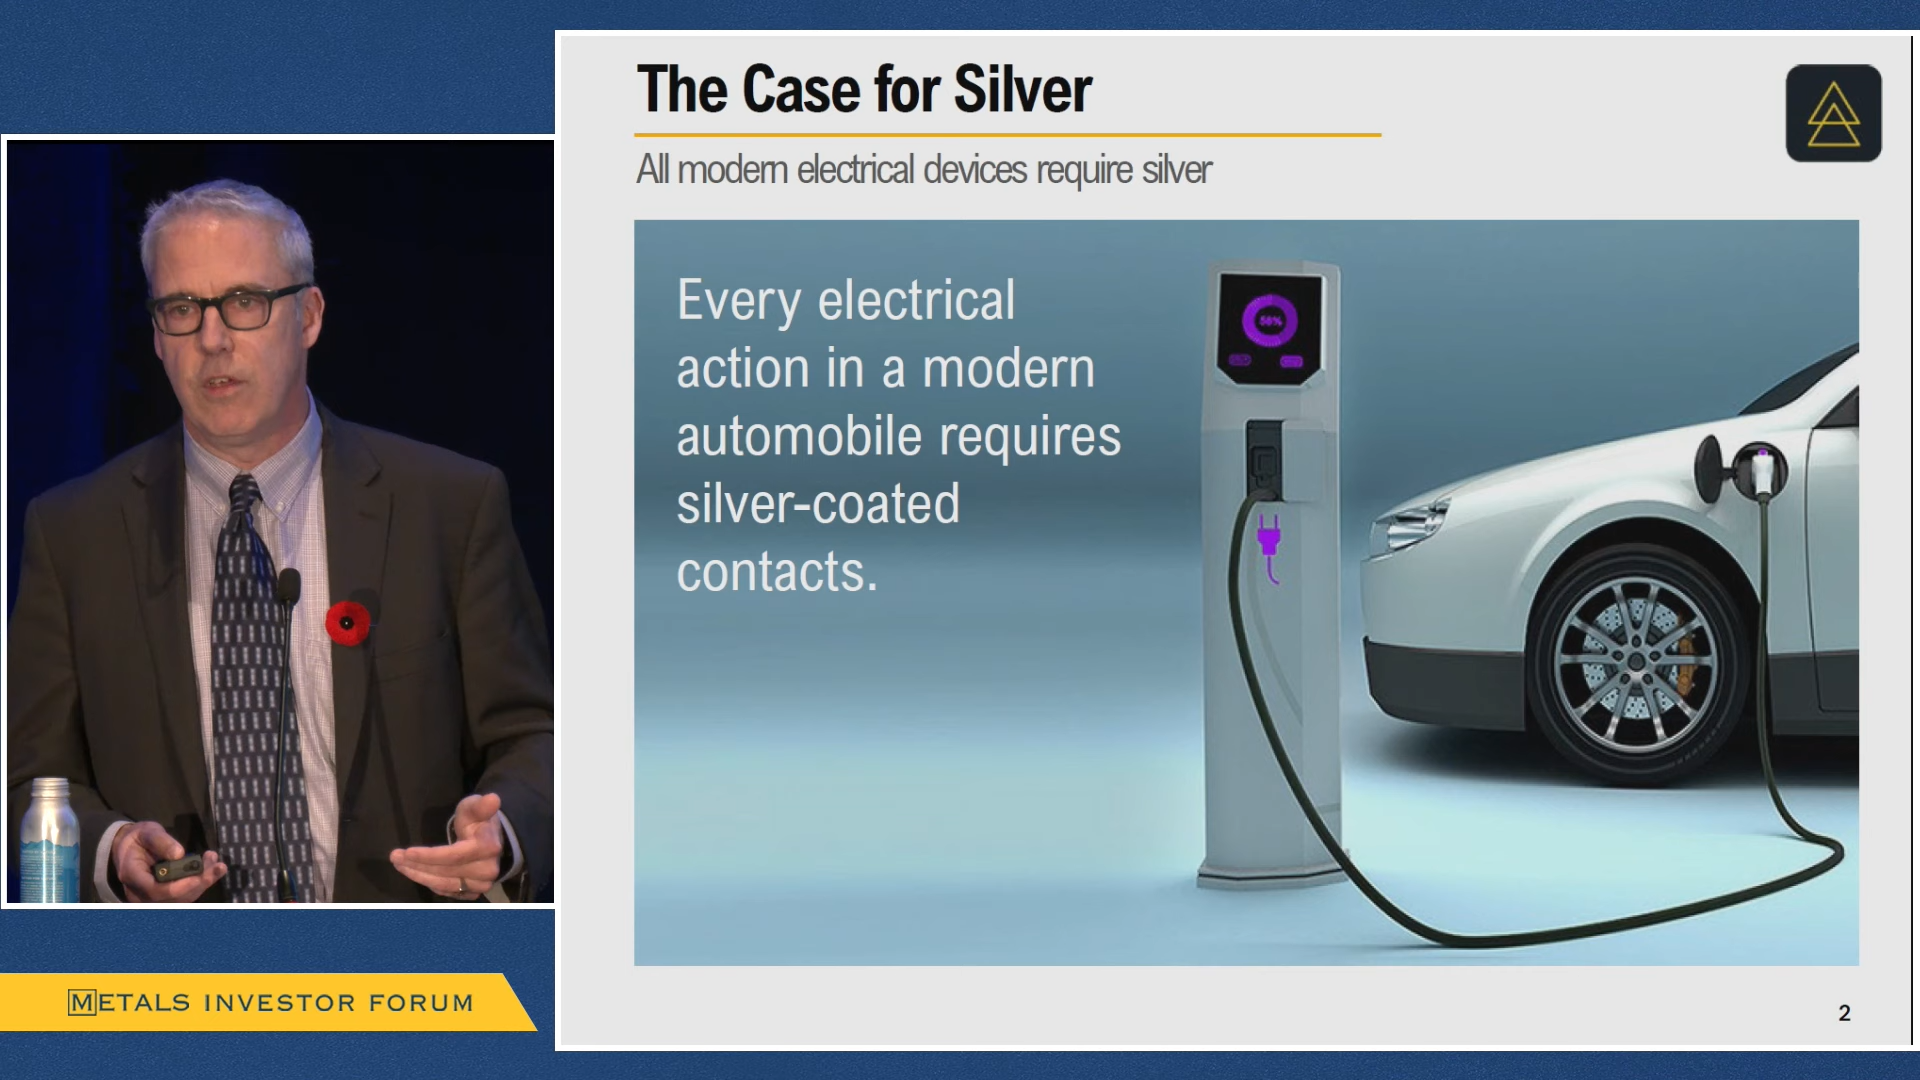 The Case for Silver
All modern electrical devices require silver
Every electrical
action in a modern
automobile requires
silver-coated
contacts.
58%
METALS INVESTOR FORUM
2